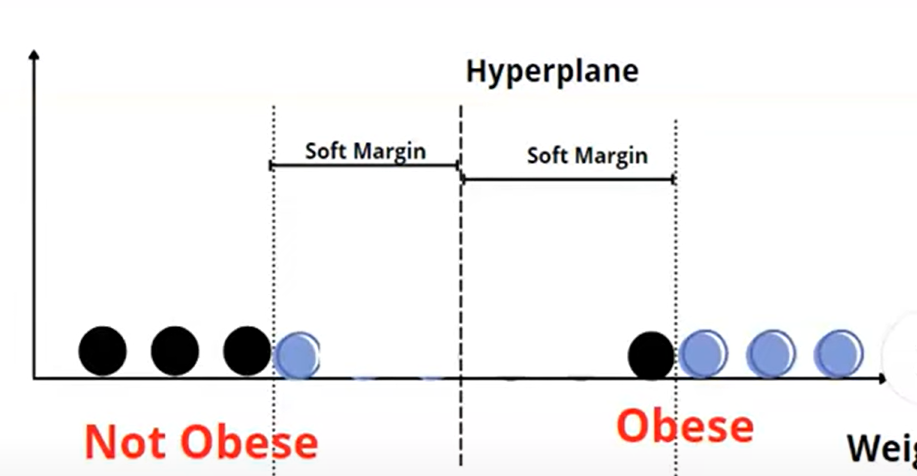 Hyperplane
Soft Margin
Soft Margin
Not Obese
Obese